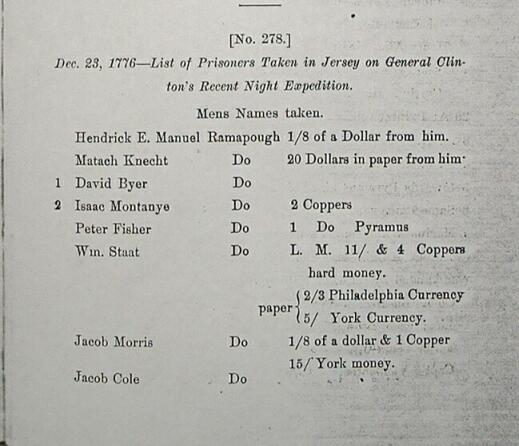 [No. 278.]
Dec. 23, 1776—List of Prisoners Taken in Jersey on General Clin-
ton's Recent Night Expedition.
Mens Names taken.
Hendrick E. Manuel Ramapough 1/8 of a Dollar from him.
Matach Knecht Do 20 Dollars in paper from him.
1 David Byer Do
2 Isaac Montanye Do 2 Coppers
Peter Fisher Do 1 Do Pyramus
Wm. Staat Do L. M. 11/ & 4 Coppers
hard money.
paper { 2/3 Philadelphia Currency
5/ York Currency.
Jacob Morris Do 1/8 of a dollar & 1 Copper
15/ York money.
Jacob Cole Do